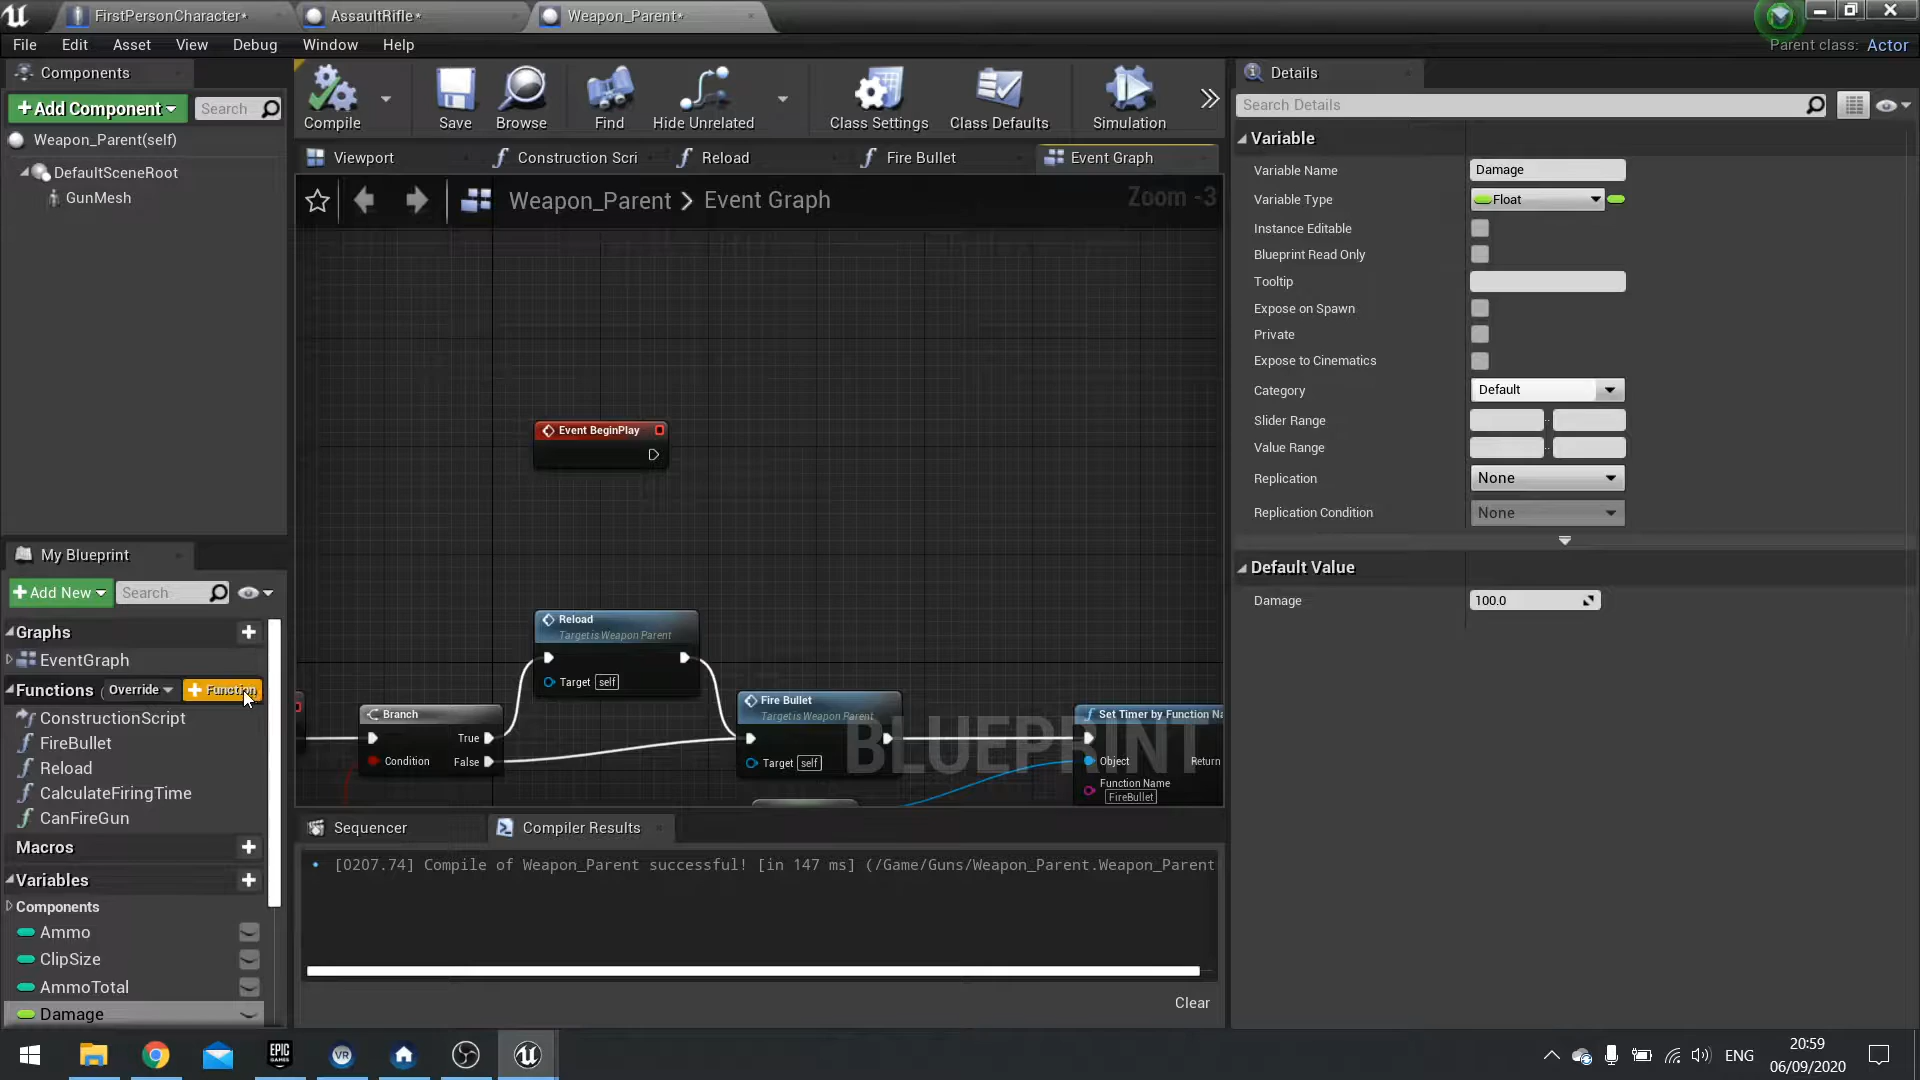 FirstPersonCharacter*
AssaultRifle*
Weapon_Parent*
File Edit Asset View Debug Window Help
Parent class: Actor
Components
Add Component
Search
Weapon_Parent(self)
DefaultSceneRoot
GunMesh
Compile
Save
Browse
Find
Hide Unrelated
Class Settings
Class Defaults
Simulation
Viewport
Construction Scri
Reload
Fire Bullet
Event Graph
Weapon_Parent > Event Graph
Zoom -3
Event BeginPlay
Reload
Target is Weapon Parent
Target self
Branch
True
Condition False
Fire Bullet
Target is Weapon Parent
Target self
BLUEPRINT
Set Timer by Function Na
Object Return
Function Name
FireBullet
My Blueprint
Add New
Search
Graphs
EventGraph
Functions ( Override
Function
ConstructionScript
FireBullet
Reload
CalculateFiringTime
CanFireGun
Macros
Variables
Components
Ammo
ClipSize
AmmoTotal
Damage
Sequencer
Compiler Results
[0207.74] Compile of Weapon_Parent successful! [in 147 ms] (/Game/Guns/Weapon_Parent.Weapon_Parent
Clear
Details
Search Details
Variable
Variable Name Damage
Variable Type Float
Instance Editable
Blueprint Read Only
Tooltip
Expose on Spawn
Private
Expose to Cinematics
Category Default
Slider Range
Value Range
Replication None
Replication Condition None
Default Value
Damage 100.0
EPIC
GAMES
VR
ENG
20:59
06/09/2020